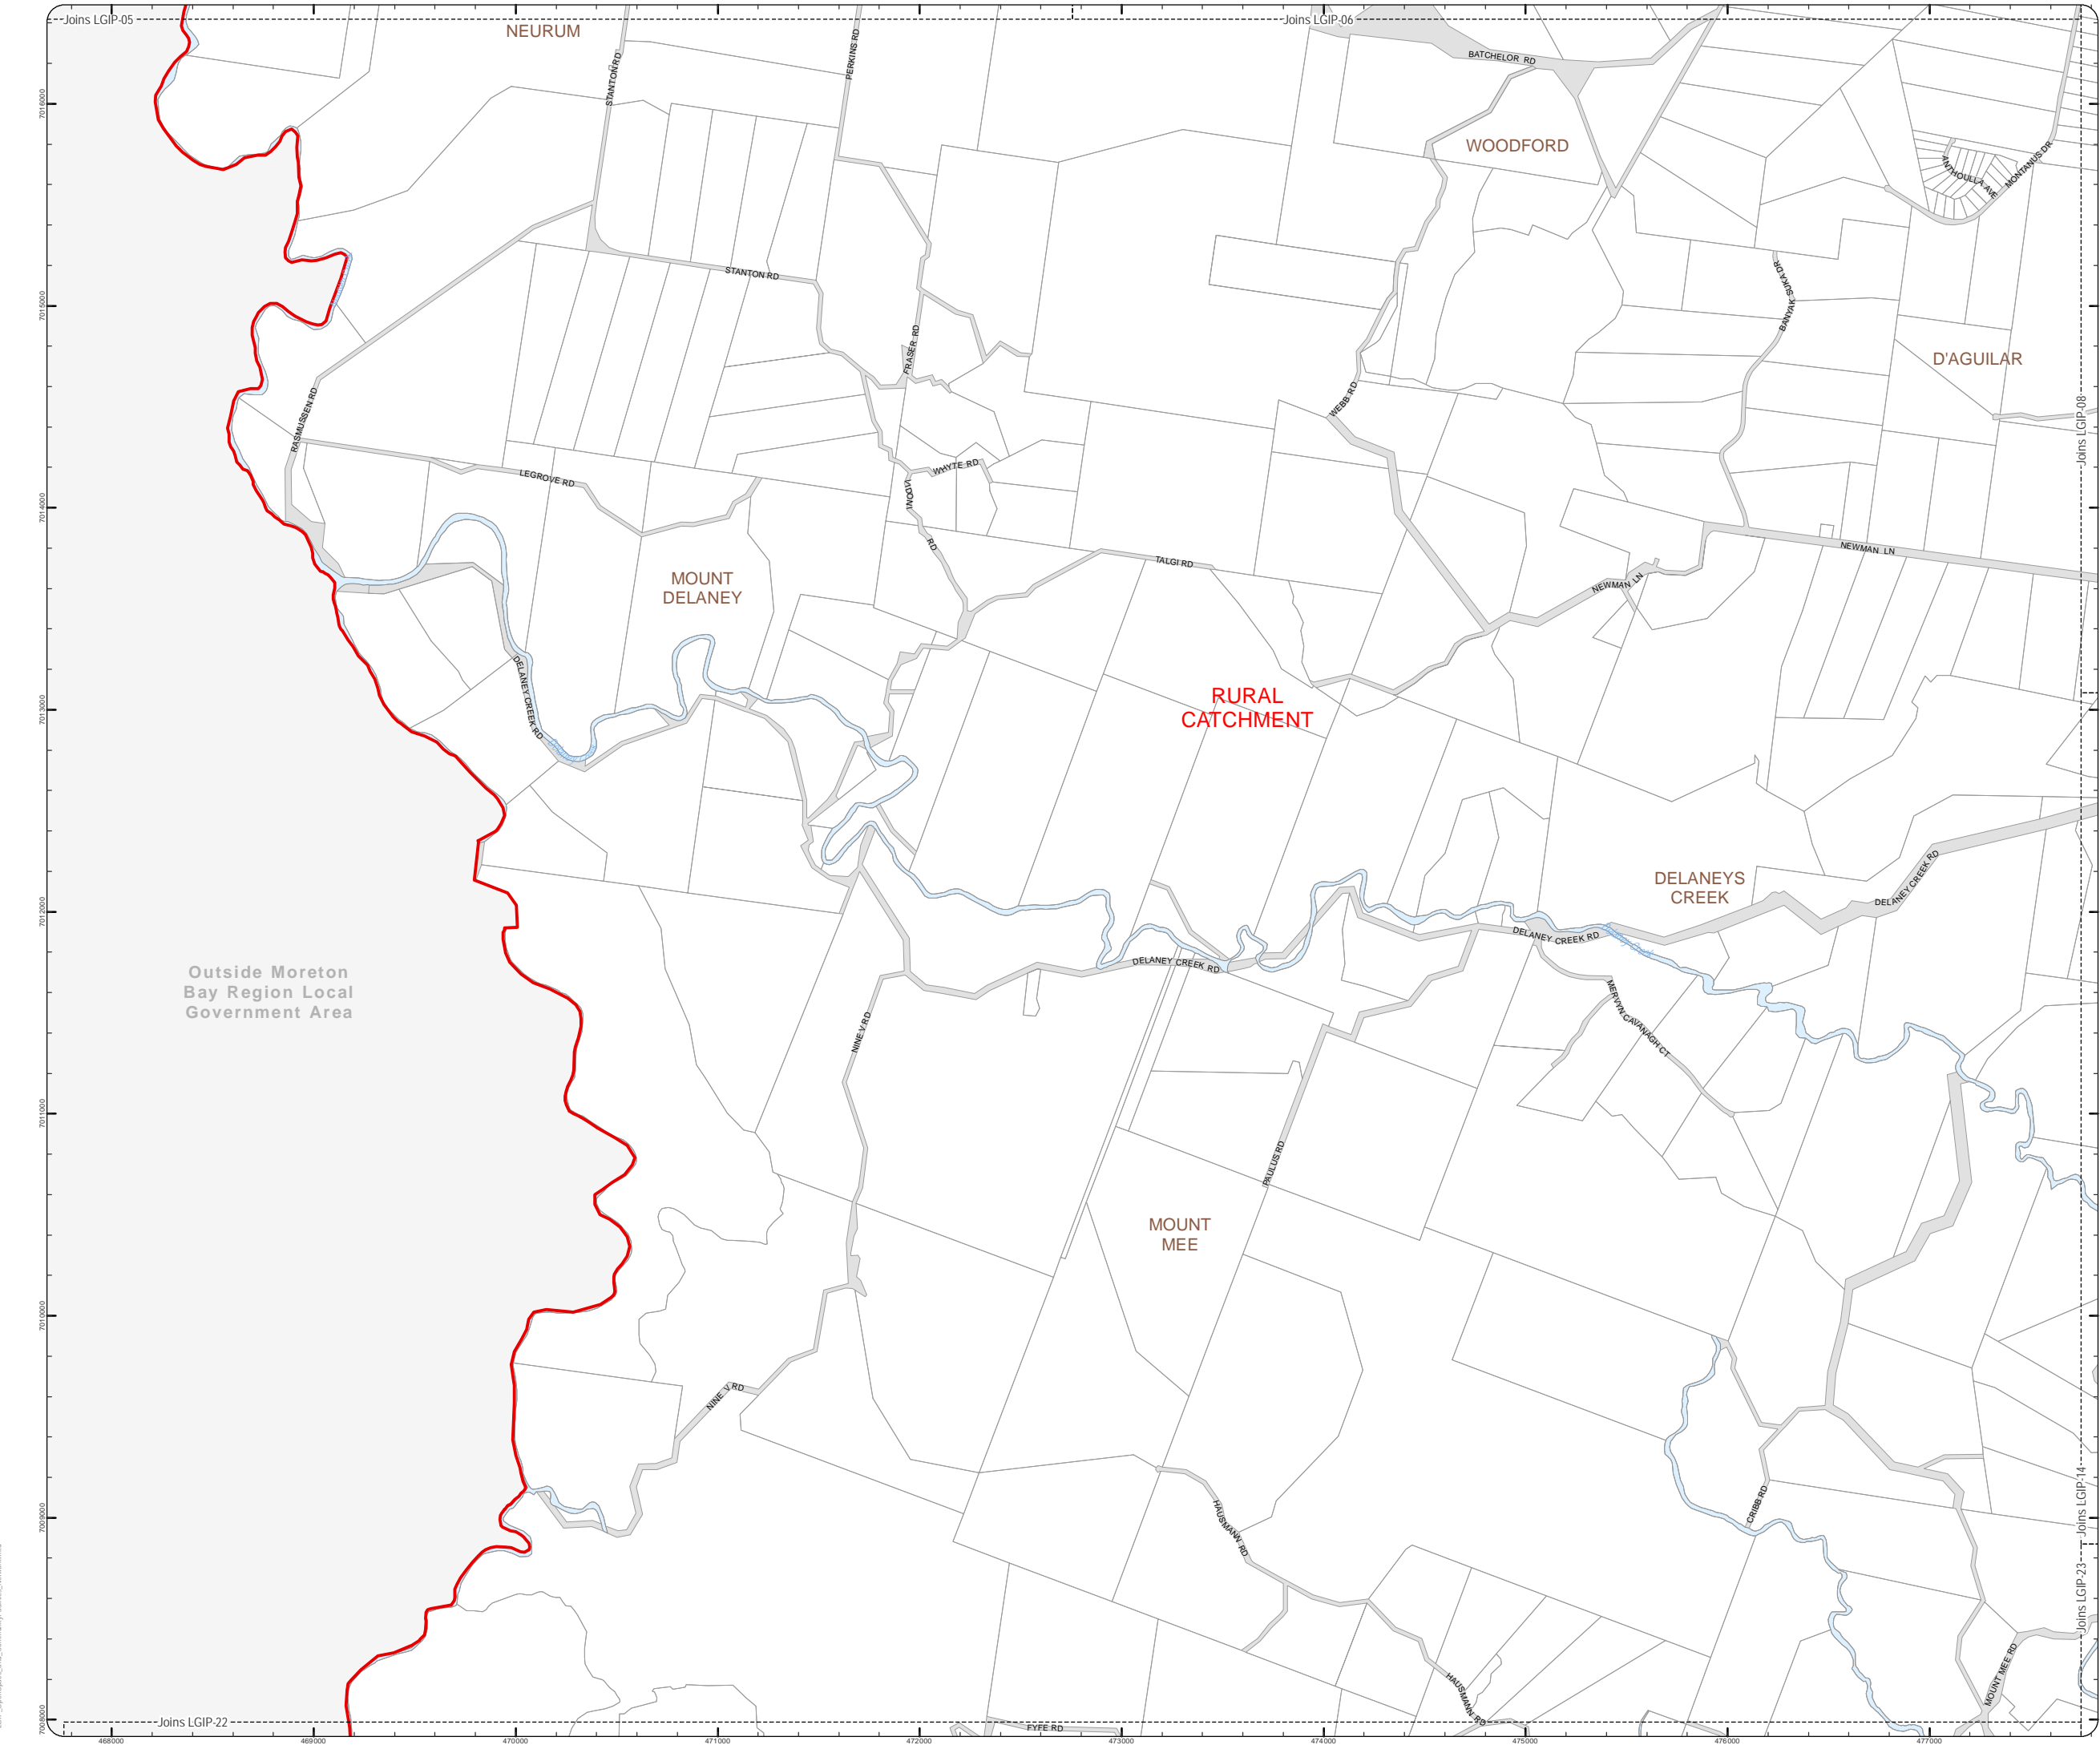 Joins LGIP-05
Joins LGIP-06
NEURUM
STANTON RD
PERKINS RD
BATCHELOR RD
WOODFORD
ANTHOULLA AVE
MONTANUS DR
7016000
STANTON RD
BANYAK SUKA DR
7015000
FRASER RD
D'AGUILAR
WEBB RD
RASMUSSEN RD
Joins LGIP-08
LEGROVE RD
WHYTE RD
VIDONI
RD
7014000
TALGI RD
NEWMAN LN
NEWMAN LN
MOUNT
DELANEY
DELANEY CREEK RD
RURAL
CATCHMENT
7013000
DELANEYS
CREEK
DELANEY CREEK RD
7012000
DELANEY CREEK RD
DELANEY CREEK RD
Outside Moreton
Bay Region Local
Government Area
NINE V RD
MERVYN CAVANAGH CT
7011000
PAULUS RD
MOUNT
MEE
7010000
NINE V RD
HAUSMANN RD
CRIBB RD
Joins LGIP-14
7009000
Joins LGIP-23
HAUSMANN RD
MOUNT MEE RD
7008000
Joins LGIP-22
FYFE RD
468000
469000
470000
471000
472000
473000
474000
475000
476000
477000